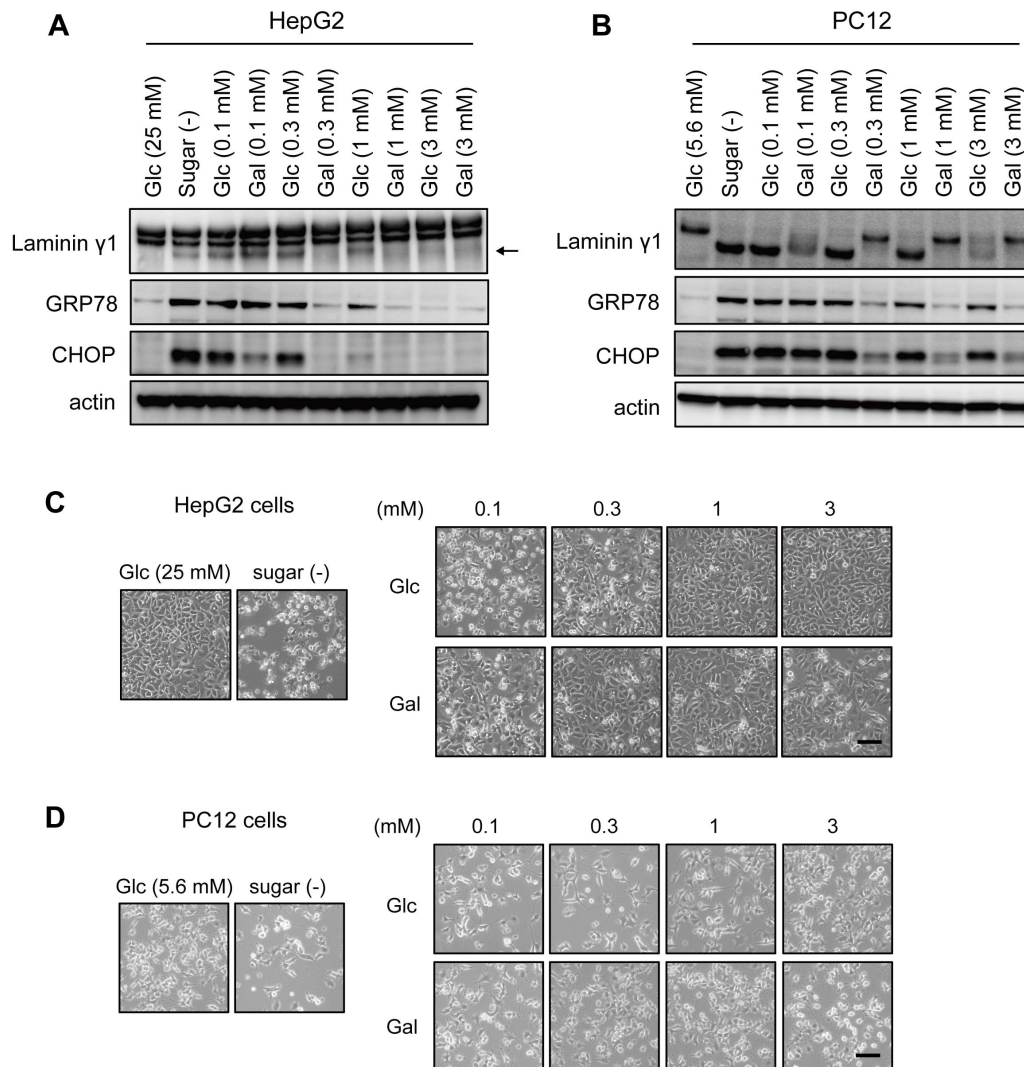 A
HepG2
Glc (25 mM)
Sugar (-)
Glc (0.1 mM)
Gal (0.1 mM)
Glc (0.3 mM)
Gal (0.3 mM)
Glc (1 mM)
Gal (1 mM)
Glc (3 mM)
Gal (3 mM)
Laminin γ1
GRP78
CHOP
actin
B
PC12
Glc (5.6 mM)
Sugar (-)
Glc (0.1 mM)
Gal (0.1 mM)
Glc (0.3 mM)
Gal (0.3 mM)
Glc (1 mM)
Gal (1 mM)
Glc (3 mM)
Gal (3 mM)
Laminin γ1
GRP78
CHOP
actin
C
HepG2 cells
Glc (25 mM) sugar (-)
(mM) 0.1 0.3 1 3
Glc
Gal
D
PC12 cells
Glc (5.6 mM) sugar (-)
(mM) 0.1 0.3 1 3
Glc
Gal